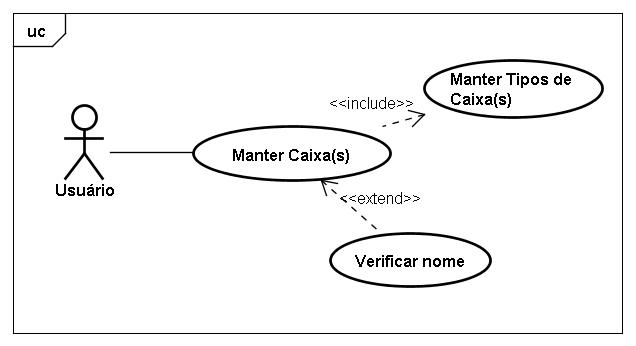 uc
Manter Tipos de
Caixa(s)
<<include>>
Manter Caixa(s)
Usuário
<<extend>>
Verificar nome